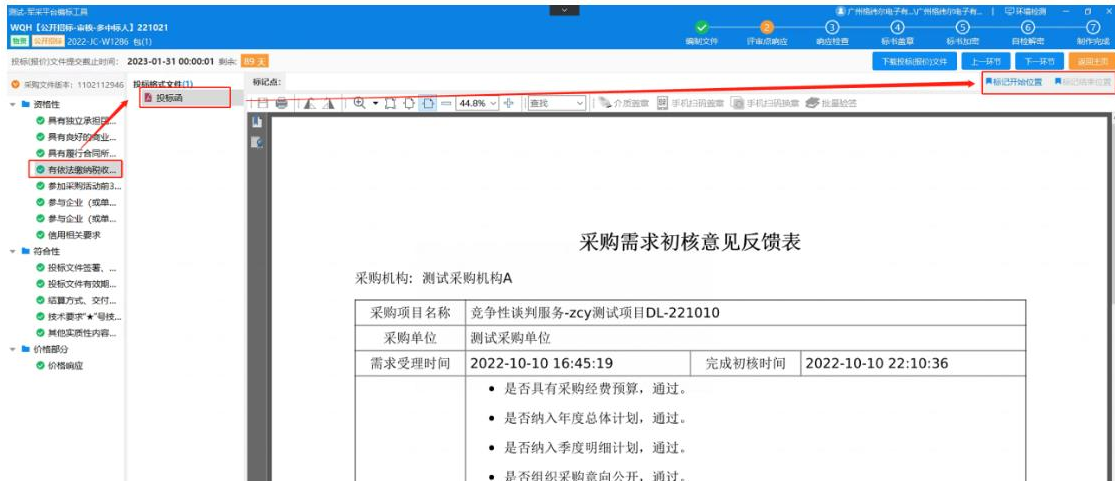 测试-军采平台编标工具
环境检测
WQH【公开招标-审核-多中标人】221021
物资 公开招标 2022-JC-W1286 包(1)
编制文件
2 评审点响应
3 响应检查
4 标书盖章
5 标书加密
6 自检解密
7 制作完成
投标(报价)文件提交截止时间: 2023-01-31 00:00:01 剩余: 89 天
下载投标(报价)文件 上一环节 下一环节 返回主页
采购文件版本: 1102112946
投标格式文件(1)
标记点:
标记开始位置 标记结束位置
投标函
44.8% 查找 介质盖章 手机扫码盖章 手机扫码换章 批量验签
资格性
具有独立承担民...
具有良好的商业...
具有履行合同所...
有依法缴纳税收...
参加采购活动前3...
参与企业（或单...
参与企业（或单...
信用相关要求
符合性
投标文件签署、...
投标文件有效期...
结算方式、交付...
技术要求"★"号技...
其他实质性内容...
价格部分
价格响应
采购需求初核意见反馈表
采购机构: 测试采购机构A
采购项目名称 竞争性谈判服务-zcy测试项目DL-221010
采购单位 测试采购单位
需求受理时间 2022-10-10 16:45:19 完成初核时间 2022-10-10 22:10:36
• 是否具有采购经费预算，通过。
• 是否纳入年度总体计划，通过。
• 是否纳入季度明细计划，通过。
• 是否组织采购意向公开，通过。